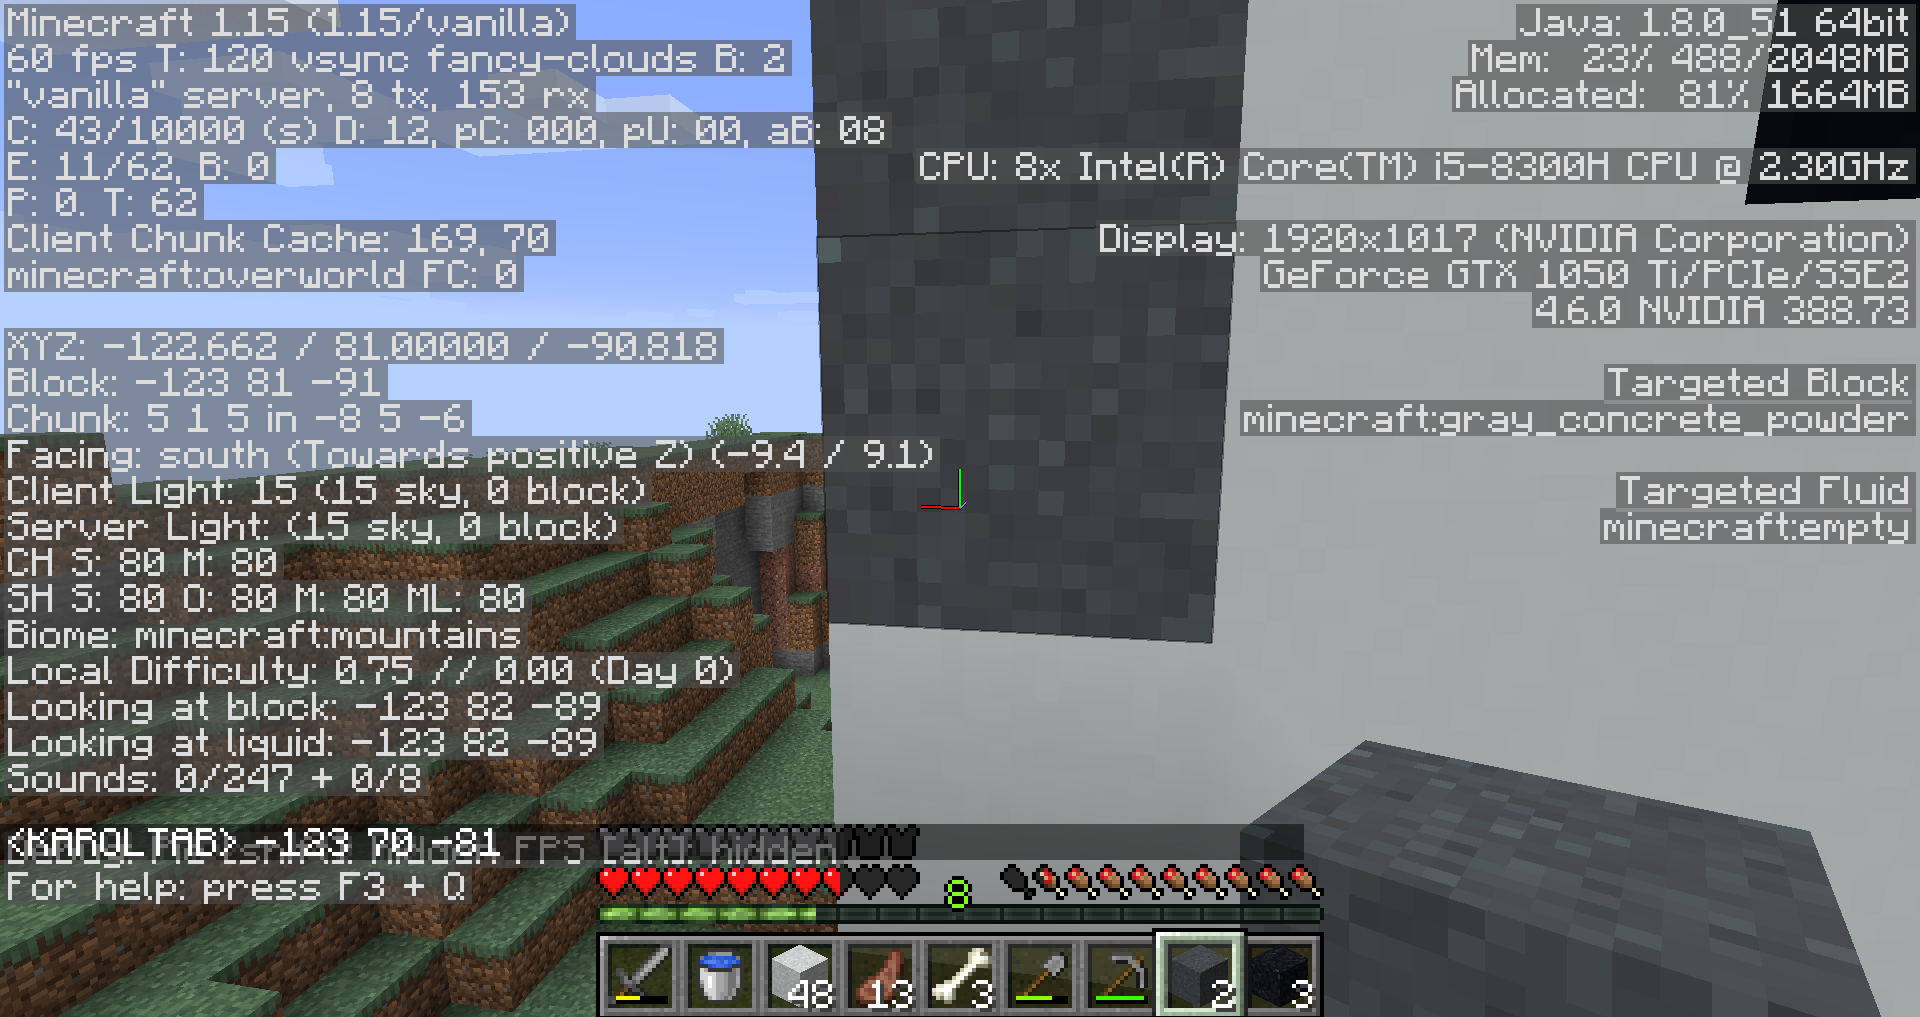 Minecraft 1.15 (1.15/vanilla)
60 fps T: 120 vsync fancy-clouds B: 2
"vanilla" server, 8 tx, 153 rx
C: 43/10000 (s) D: 12, pC: 000, pU: 00, aB: 08
E: 11/62, B: 0
P: 0. T: 62
Client Chunk Cache: 169, 70
minecraft:overworld FC: 0
XYZ: -122.662 / 81.00000 / -90.818
Block: -123 81 -91
Chunk: 5 1 5 in -8 5 -6
Facing: south (Towards positive Z) (-9.4 / 9.1)
Client Light: 15 (15 sky, 0 block)
Server Light: (15 sky, 0 block)
CH S: 80 M: 80
SH S: 80 O: 80 M: 80 ML: 80
Biome: minecraft:mountains
Local Difficulty: 0.75 // 0.00 (Day 0)
Looking at block: -123 82 -89
Looking at liquid: -123 82 -89
Sounds: 0/247 + 0/8
<KAROLTAB> -123 70 -81
FPS [alt]: hidden
For help: press F3 + Q
Java: 1.8.0_51 64bit
Mem: 23% 488/2048MB
Allocated: 81% 1664MB
CPU: 8x Intel(R) Core(TM) i5-8300H CPU @ 2.30GHz
Display: 1920x1017 (NVIDIA Corporation)
GeForce GTX 1050 Ti/PCIe/SSE2
4.6.0 NVIDIA 388.73
Targeted Block
minecraft:gray_concrete_powder
Targeted Fluid
minecraft:empty
8
48 13 3 2 3